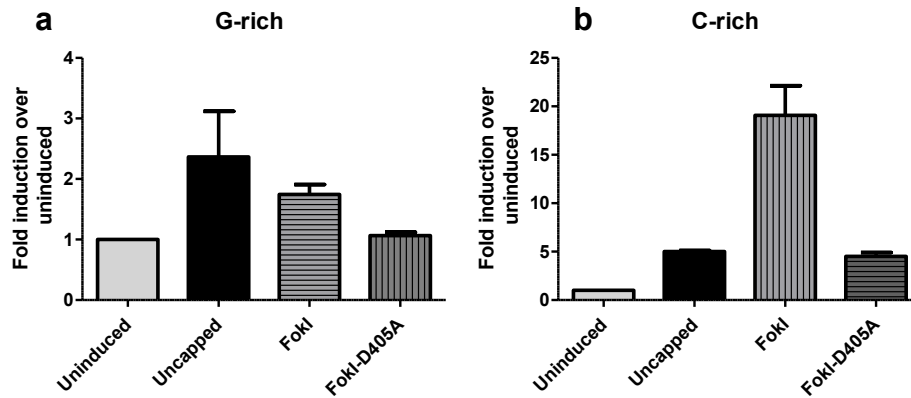 a
G-rich
Fold induction over
uninduced
4
3
2
1
0
Uninduced
Uncapped
FokI
FokI-D405A
b
C-rich
Fold induction over
uninduced
25
20
15
10
5
0
Uninduced
Uncapped
FokI
FokI-D405A